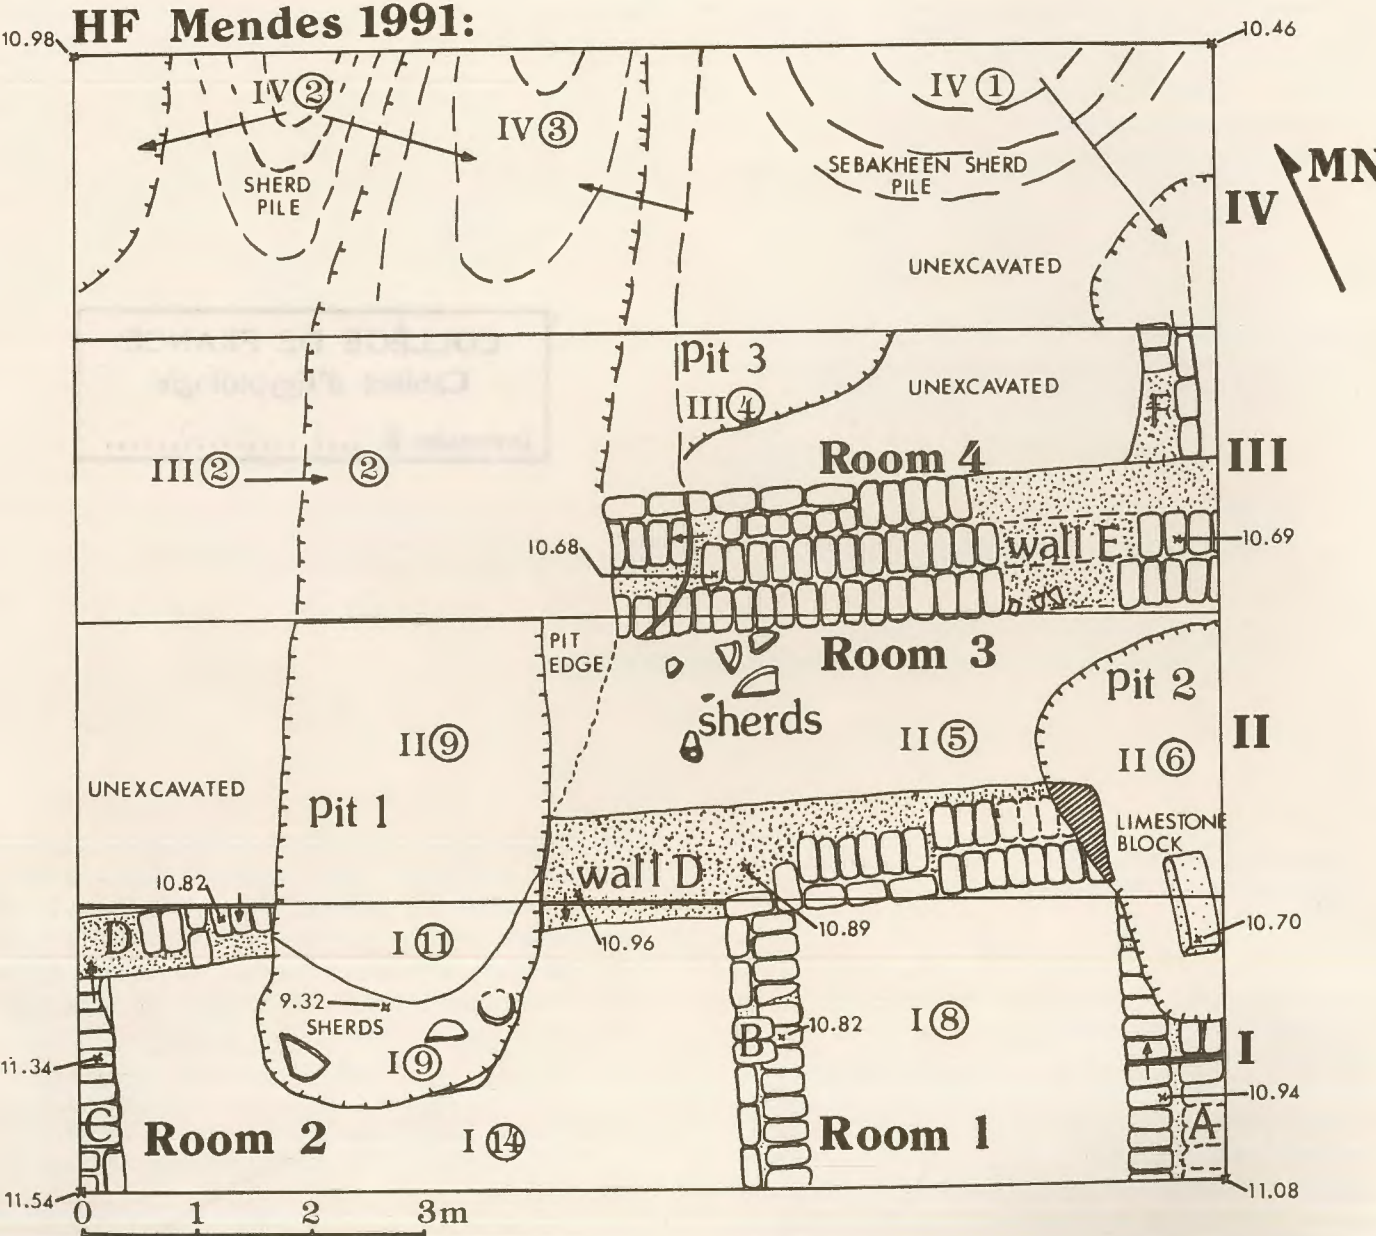 HF Mendes 1991:
10.98
10.46
IV②
IV③
IV①
SHERD
PILE
SEBAKHEEN SHERD
PILE
MN
IV
UNEXCAVATED
Pit 3
III④
UNEXCAVATED
F
Room 4
III
III②
②
10.68
wall E
10.69
PIT
EDGE
Room 3
Pit 2
sherds
II⑨
II⑤
II⑥
II
UNEXCAVATED
Pit 1
LIMESTONE
BLOCK
wall D
10.82
D
I⑪
10.96
10.89
10.70
9.32
SHERDS
I⑨
B
10.82
I⑧
I
11.34
10.94
C
Room 2
I⑭
Room 1
A
11.54
11.08
0 1 2 3m